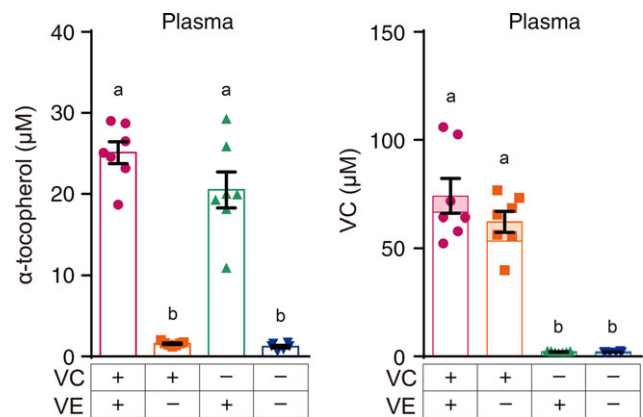 Plasma
α-tocopherol (μM)
40
30
20
10
0
a
b
a
b
VC + + − −
VE + − + −
Plasma
VC (μM)
150
100
50
0
a
a
b
b
VC + + − −
VE + − + −